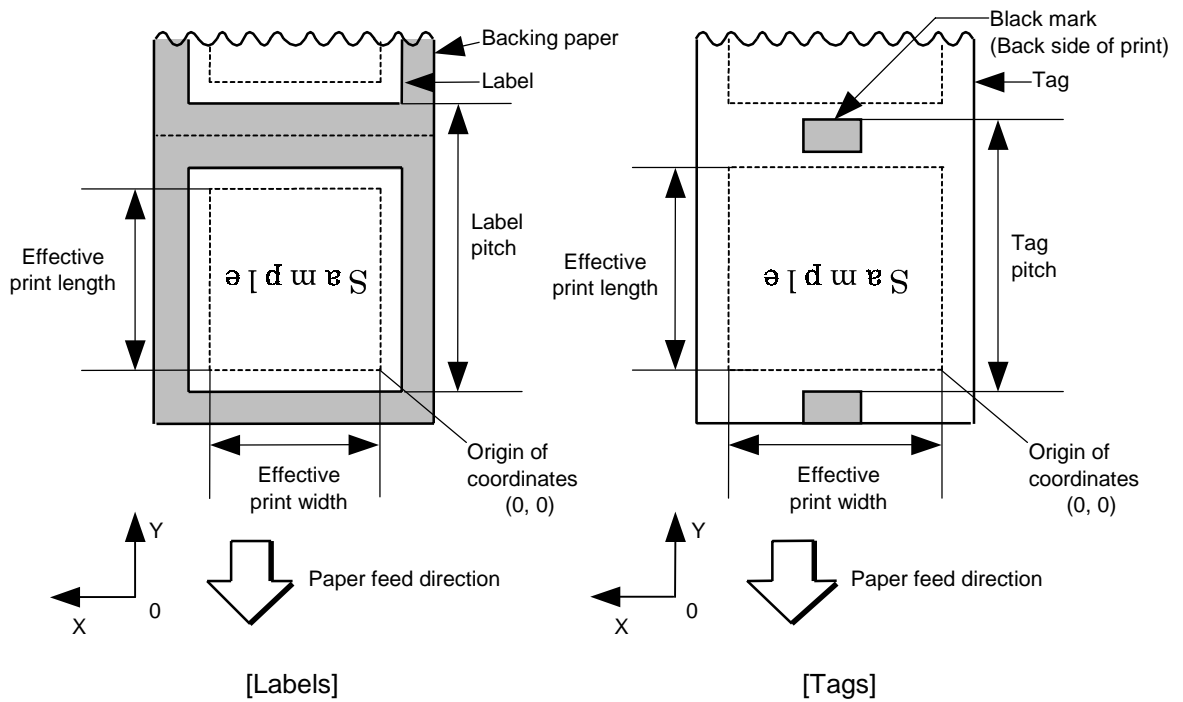 Backing paper
Label
Label
pitch
Effective
print length
Sample
Origin of
coordinates
(0, 0)
Effective
print width
Y
X
0
Paper feed direction
[Labels]
Black mark
(Back side of print)
Tag
Tag
pitch
Effective
print length
Sample
Origin of
coordinates
(0, 0)
Effective
print width
Y
X
0
Paper feed direction
[Tags]